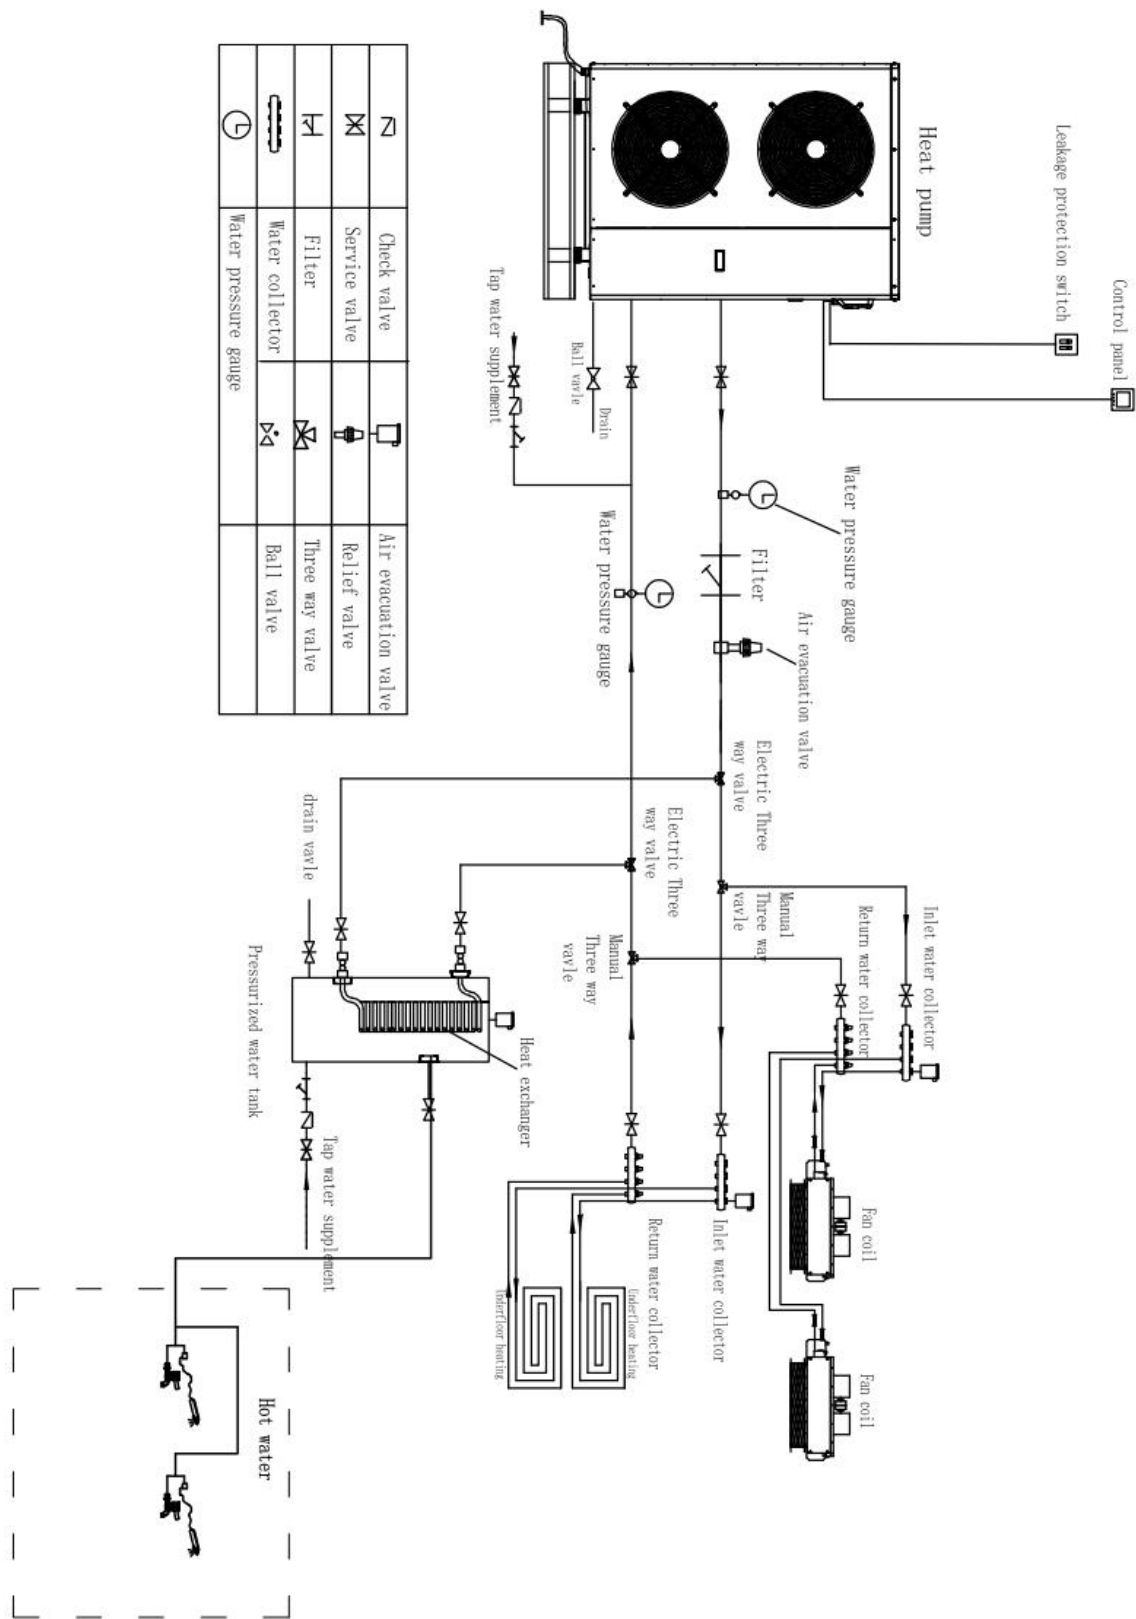 Control panel
Leakage protection switch
Heat pump
Water pressure gauge
Filter
Air evacuation valve
Electric Three
way valve
Manual
Three way
vavle
Inlet water collector
Return water collector
Fan coil
Fan coil
Tap water supplement
Ball vavle
Drain
Water pressure gauge
Electric Three
way valve
Manual
Three way
vavle
Inlet water collector
Return water collector
Underfloor heating
Underfloor heating
drain vavle
Pressurized water tank
Heat exchanger
Tap water supplement
Hot water
Check valve
Air evacuation valve
Service valve
Relief valve
Filter
Three way valve
Water collector
Ball valve
Water pressure gauge